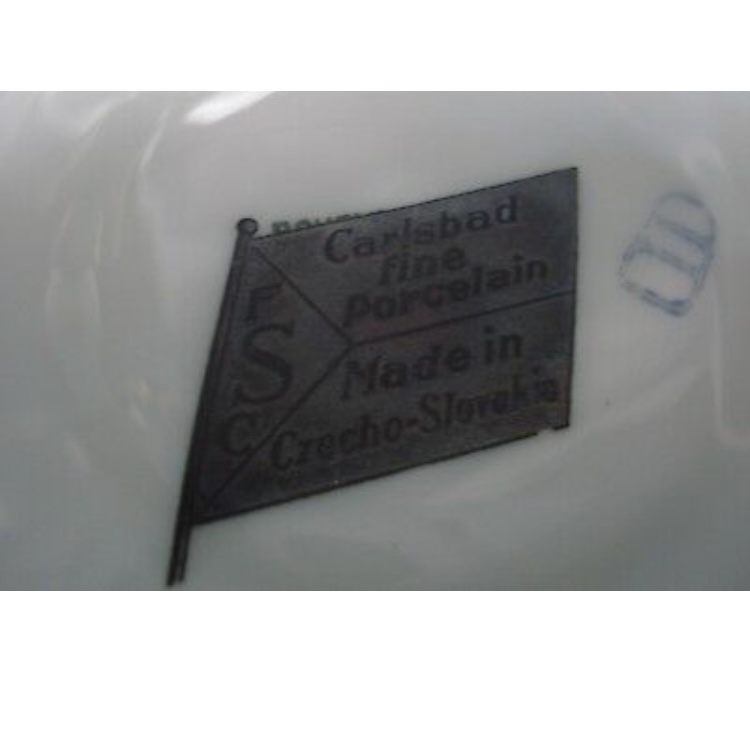 Carlsbad
fine
Porcelain
F
S
C
Made in
Czecho-Slovakia